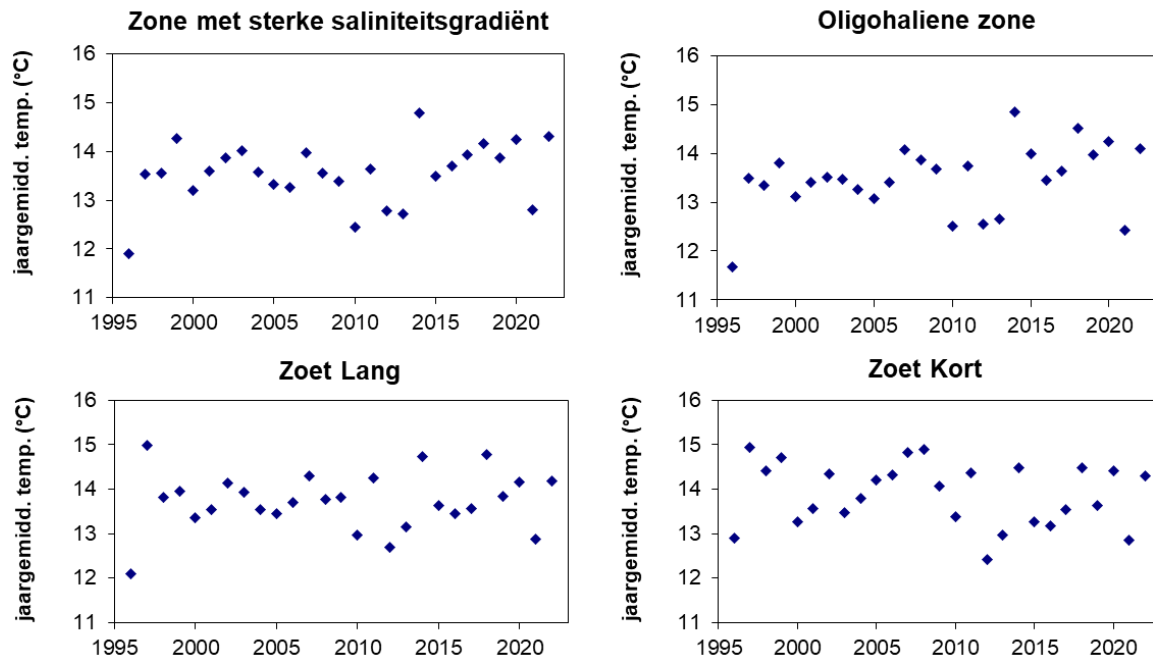 Zone met sterke saliniteitsgradiënt
jaargemidd. temp. (°C)
16
15
14
13
12
11
1995 2000 2005 2010 2015 2020
Oligohaliene zone
jaargemidd. temp. (°C)
16
15
14
13
12
11
1995 2000 2005 2010 2015 2020
Zoet Lang
jaargemidd. temp. (°C)
16
15
14
13
12
11
1995 2000 2005 2010 2015 2020
Zoet Kort
jaargemidd. temp. (°C)
16
15
14
13
12
11
1995 2000 2005 2010 2015 2020